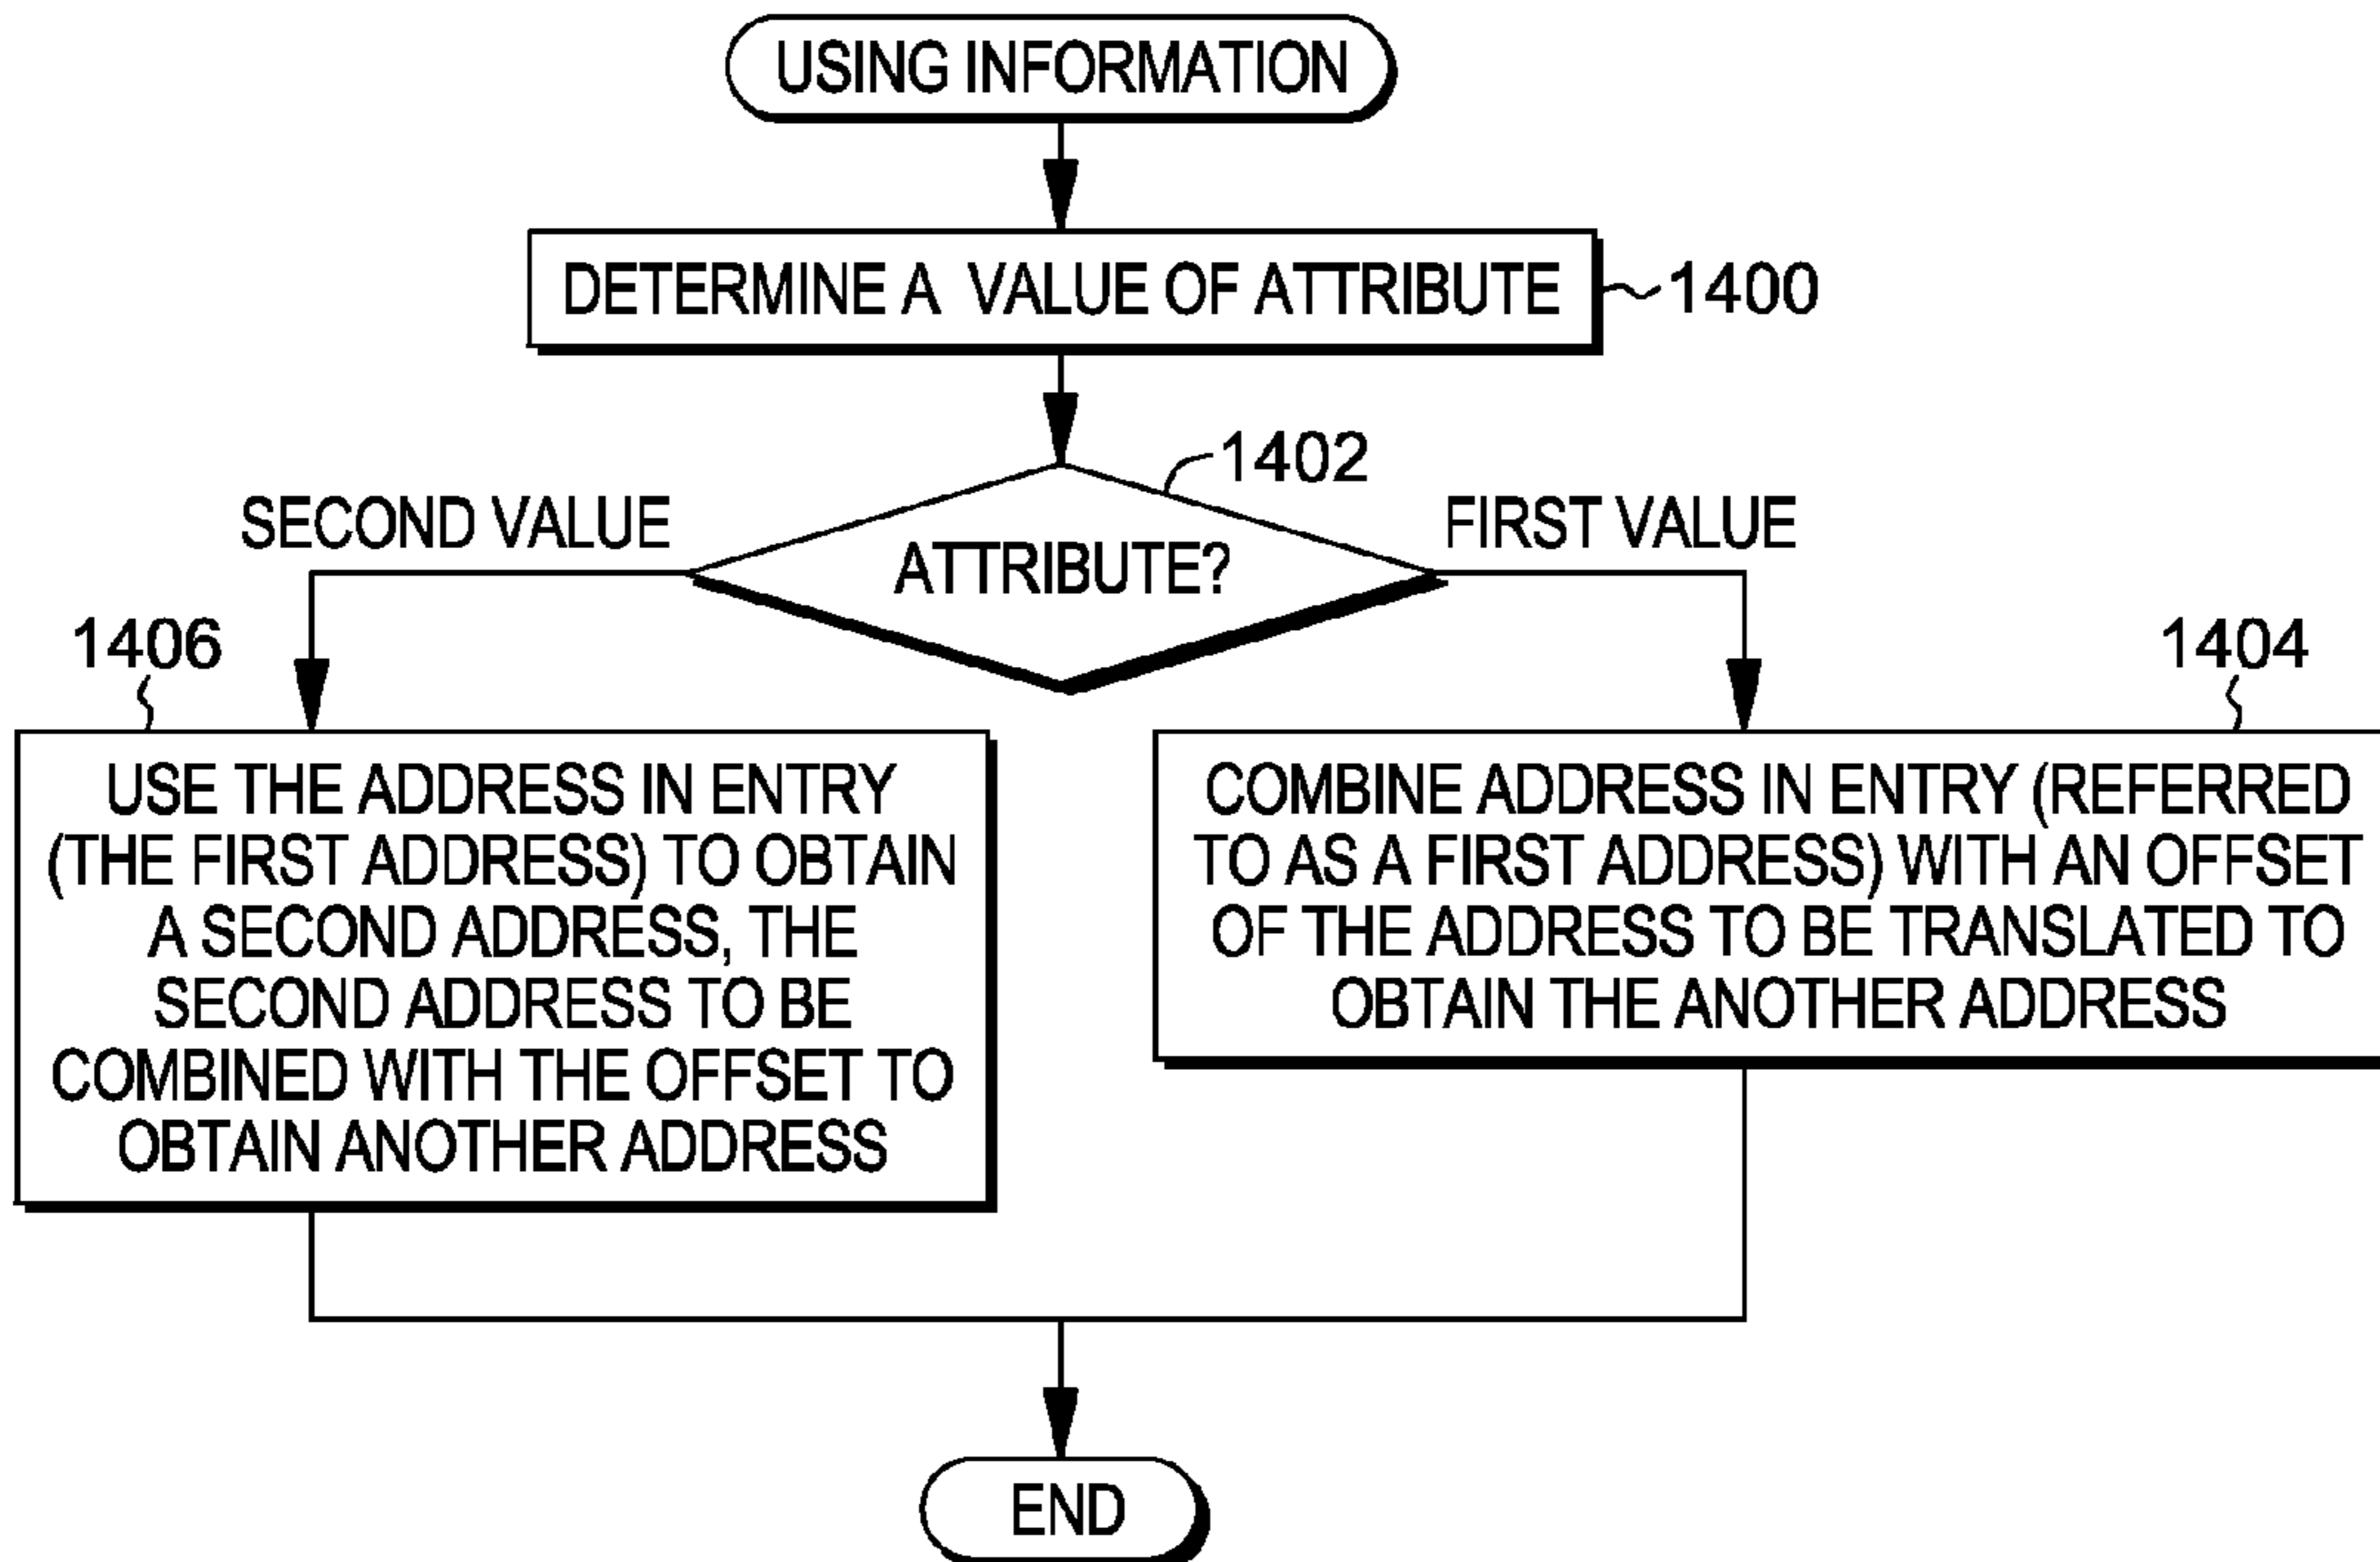 USING INFORMATION
DETERMINE A VALUE OF ATTRIBUTE
1400
1402
SECOND VALUE
FIRST VALUE
ATTRIBUTE?
1406
1404
USE THE ADDRESS IN ENTRY
(THE FIRST ADDRESS) TO OBTAIN
A SECOND ADDRESS, THE
SECOND ADDRESS TO BE
COMBINED WITH THE OFFSET TO
OBTAIN ANOTHER ADDRESS
COMBINE ADDRESS IN ENTRY (REFERRED
TO AS A FIRST ADDRESS) WITH AN OFFSET
OF THE ADDRESS TO BE TRANSLATED TO
OBTAIN THE ANOTHER ADDRESS
END